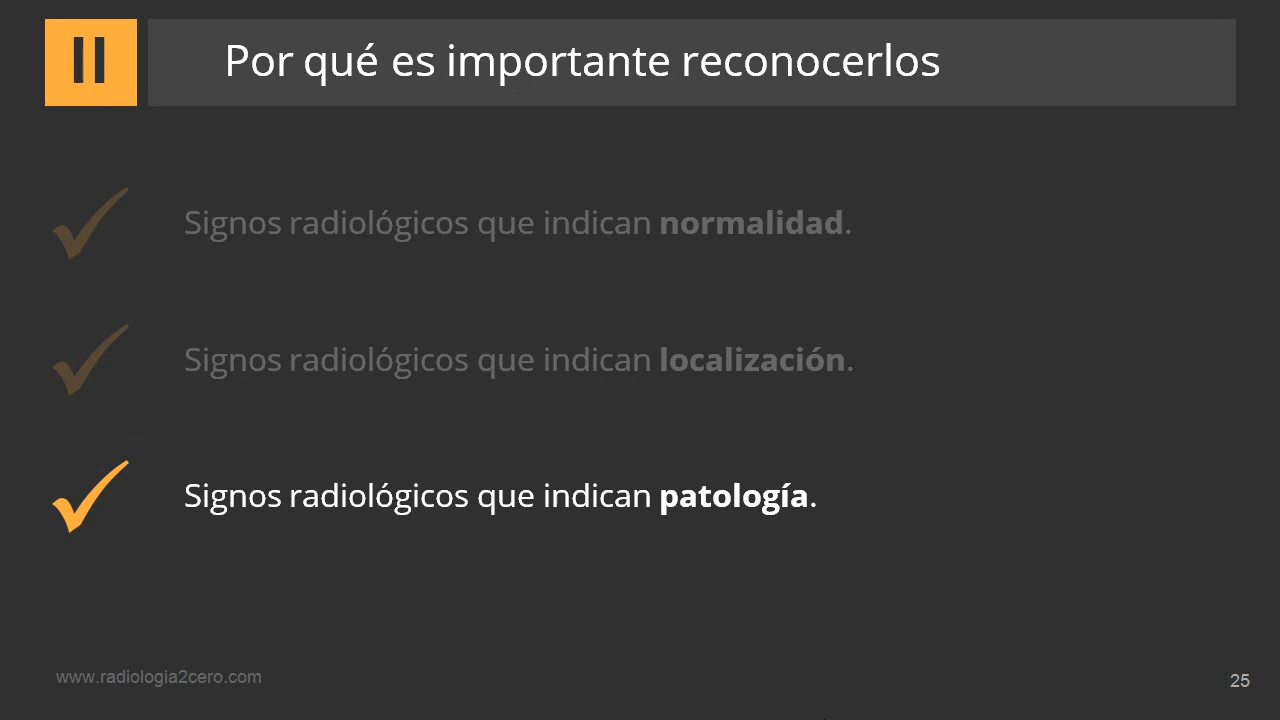 II
Por qué es importante reconocerlos
Signos radiológicos que indican normalidad.
Signos radiológicos que indican localización.
Signos radiológicos que indican patología.
www.radiologia2cero.com
25